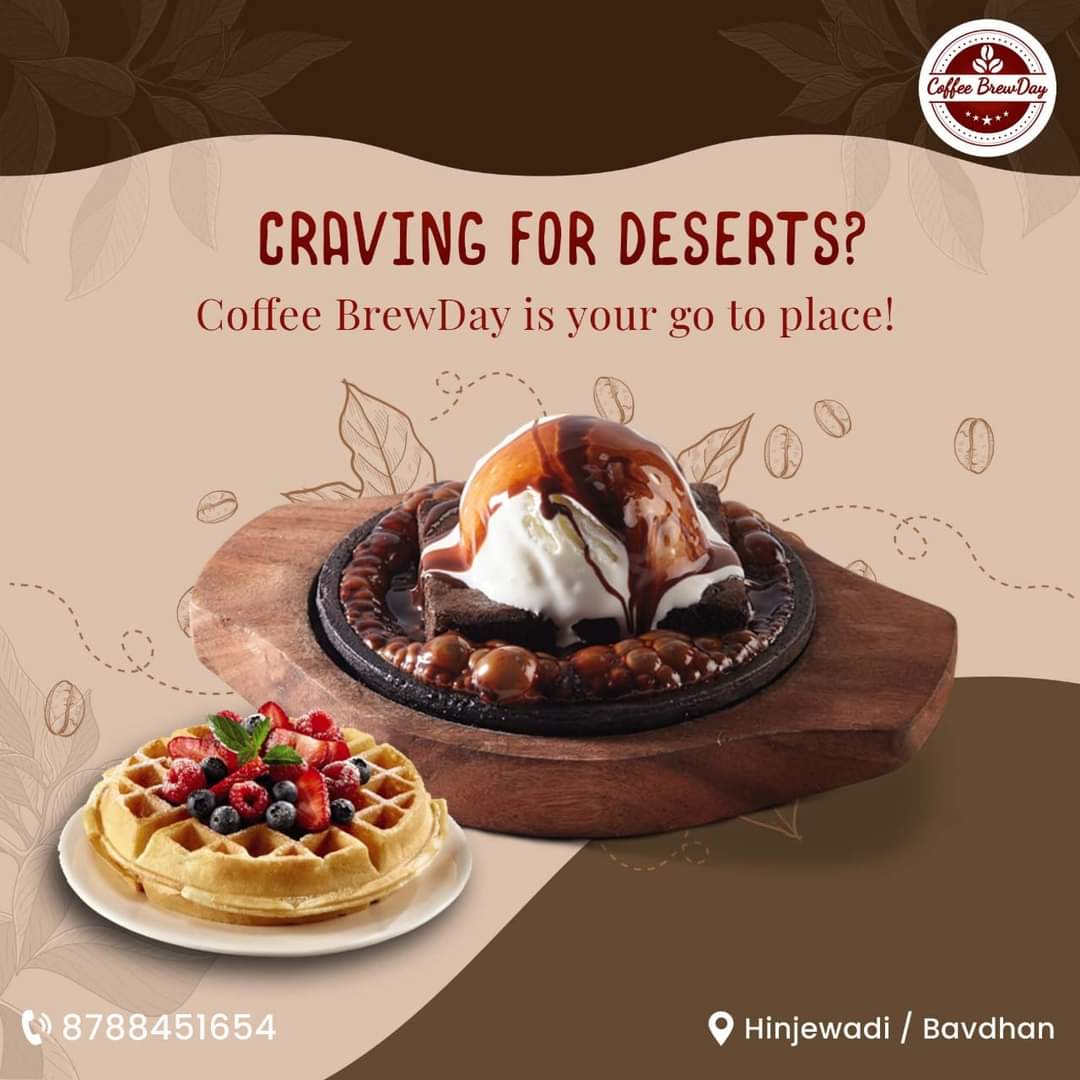 Coffee BrewDay
CRAVING FOR DESERTS?
Coffee BrewDay is your go to place!
8788451654
Hinjewadi / Bavdhan